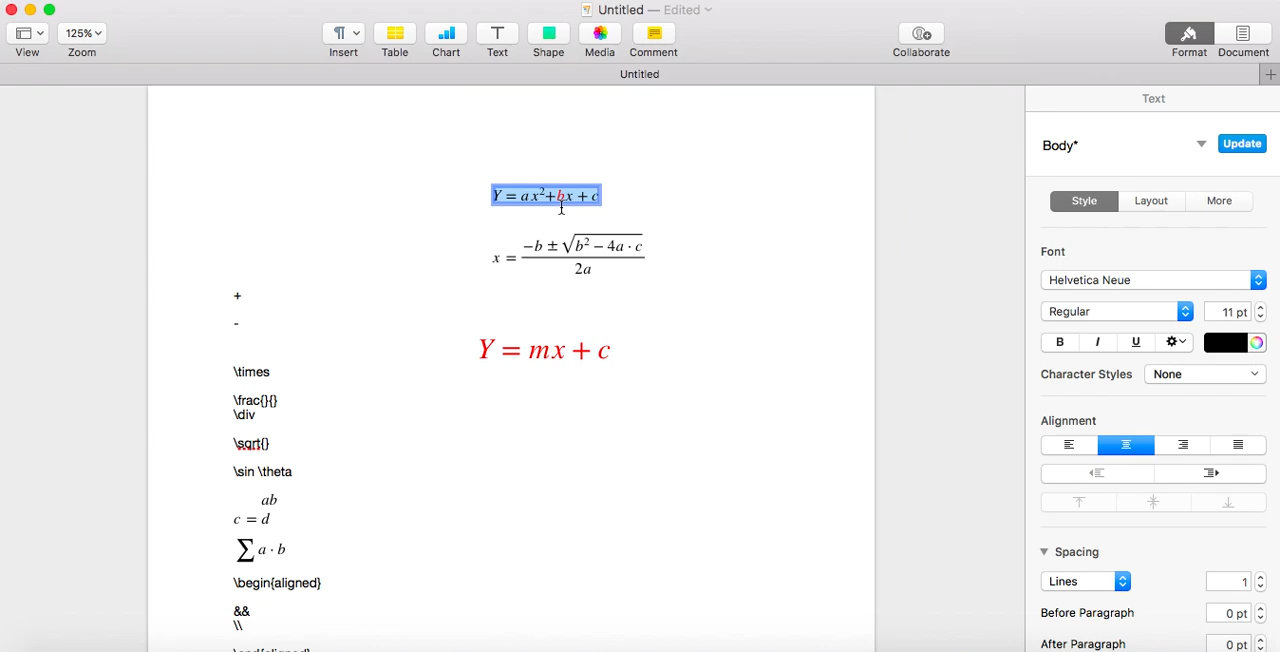 Untitled — Edited
125%
View
Zoom
Insert
Table
Chart
Text
Shape
Media
Comment
Collaborate
Format
Document
Untitled
Text
Body*
Update
Style
Layout
More
Font
Helvetica Neue
Regular
11 pt
B I U
Character Styles
None
Alignment
Spacing
Lines
1
Before Paragraph
0 pt
After Paragraph
0 pt
Y = ax²+bx + c
x = −b ± √b² − 4a · c
2a
+
-
Y = mx + c
\times
\frac{}{}
\div
\sqrt{}
\sin \theta
ab
c = d
∑ a · b
\begin{aligned}
&&
\\
\end{aligned}